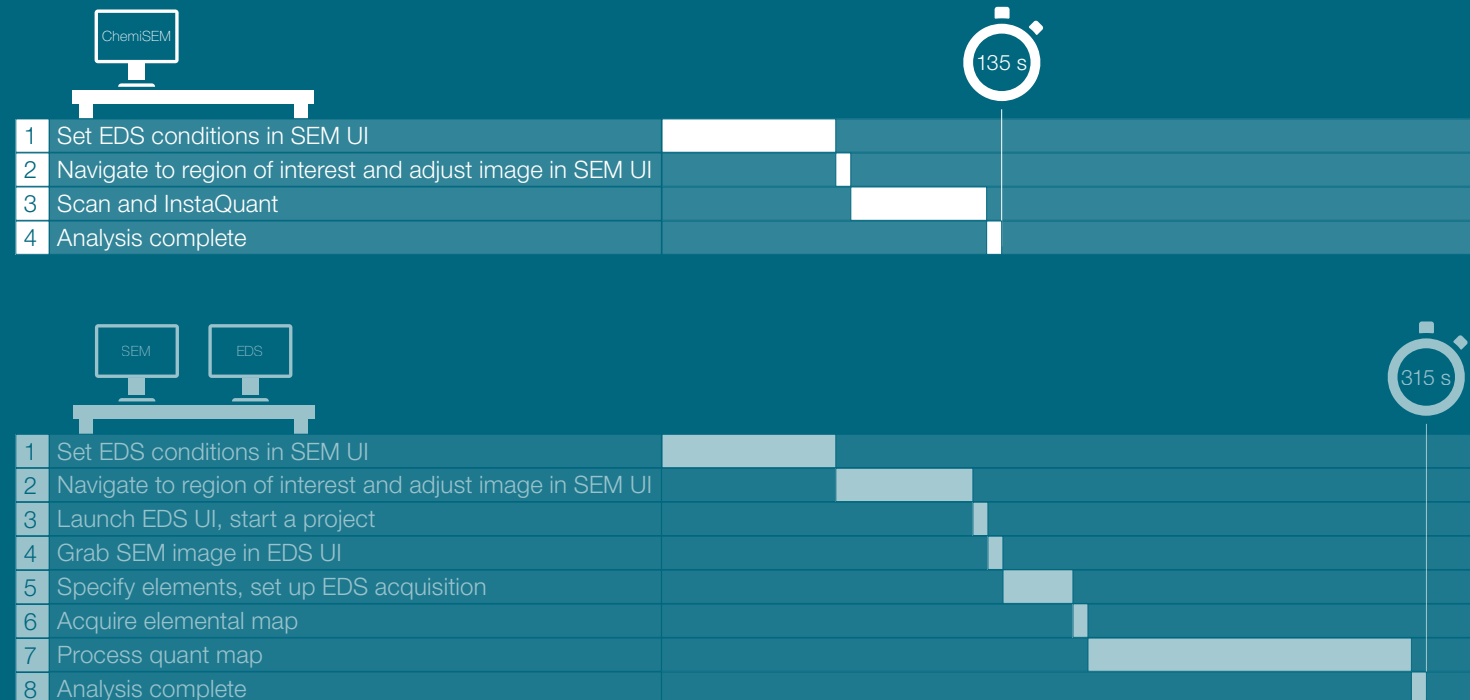 ChemiSEM
135 s
1 Set EDS conditions in SEM UI
2 Navigate to region of interest and adjust image in SEM UI
3 Scan and InstaQuant
4 Analysis complete
SEM EDS
315 s
1 Set EDS conditions in SEM UI
2 Navigate to region of interest and adjust image in SEM UI
3 Launch EDS UI, start a project
4 Grab SEM image in EDS UI
5 Specify elements, set up EDS acquisition
6 Acquire elemental map
7 Process quant map
8 Analysis complete